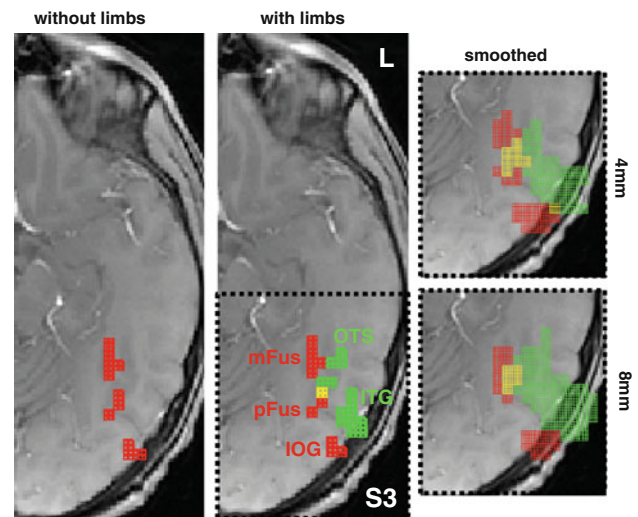 without limbs
with limbs
L
smoothed
4mm
OTS
mFus
ITG
pFus
IOG
8mm
S3